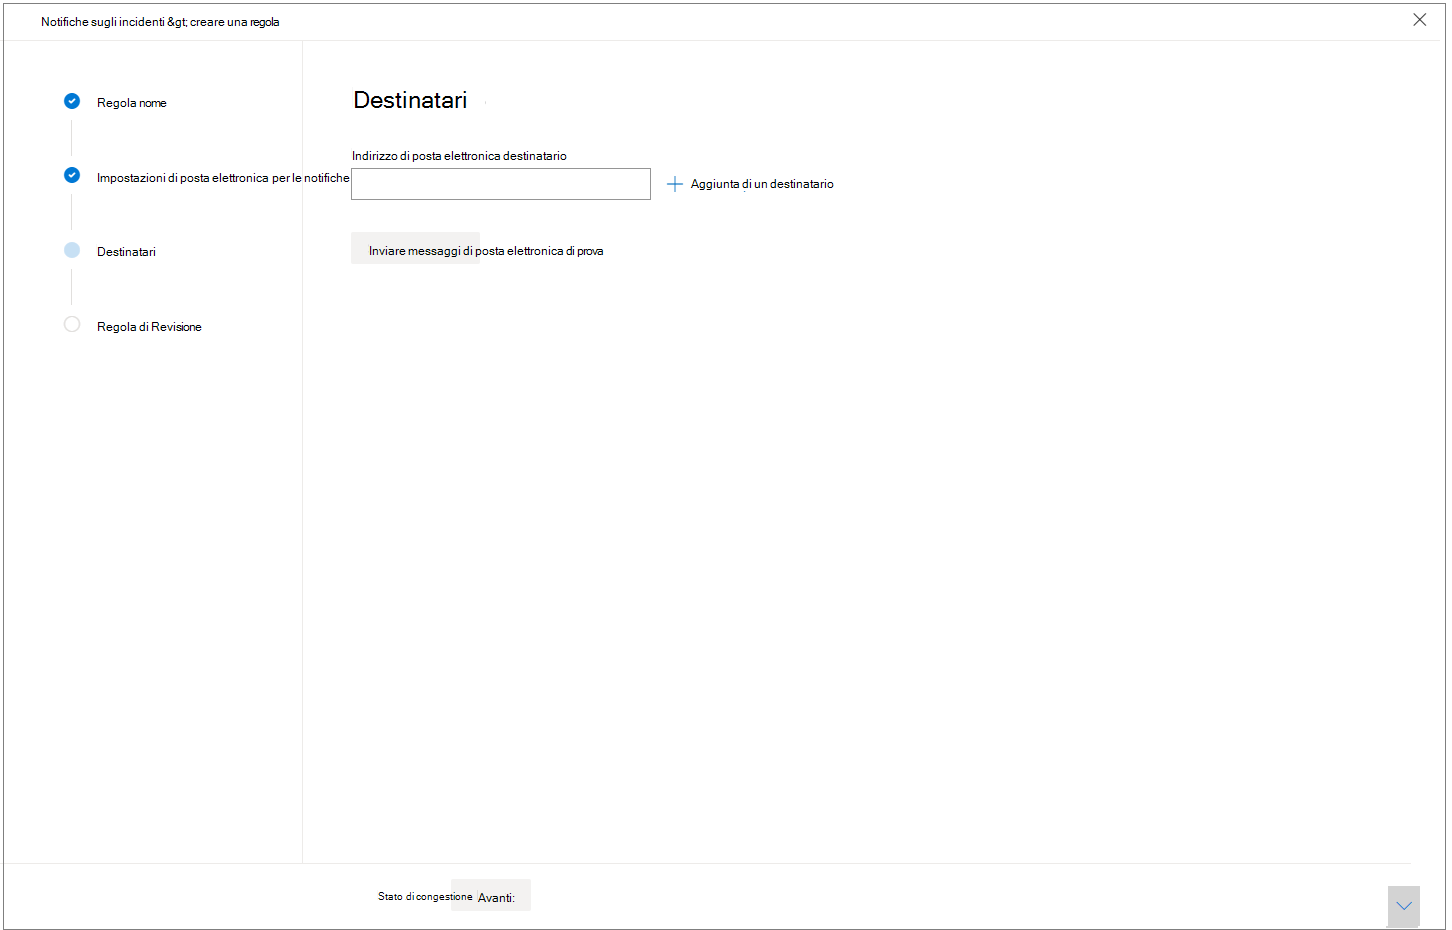 Notifiche sugli incidenti &gt; creare una regola
Regola nome
Impostazioni di posta elettronica per le notifiche
Destinatari
Regola di Revisione
Destinatari
Indirizzo di posta elettronica destinatario
Aggiunta di un destinatario
Inviare messaggi di posta elettronica di prova
Stato di congestione
Avanti: